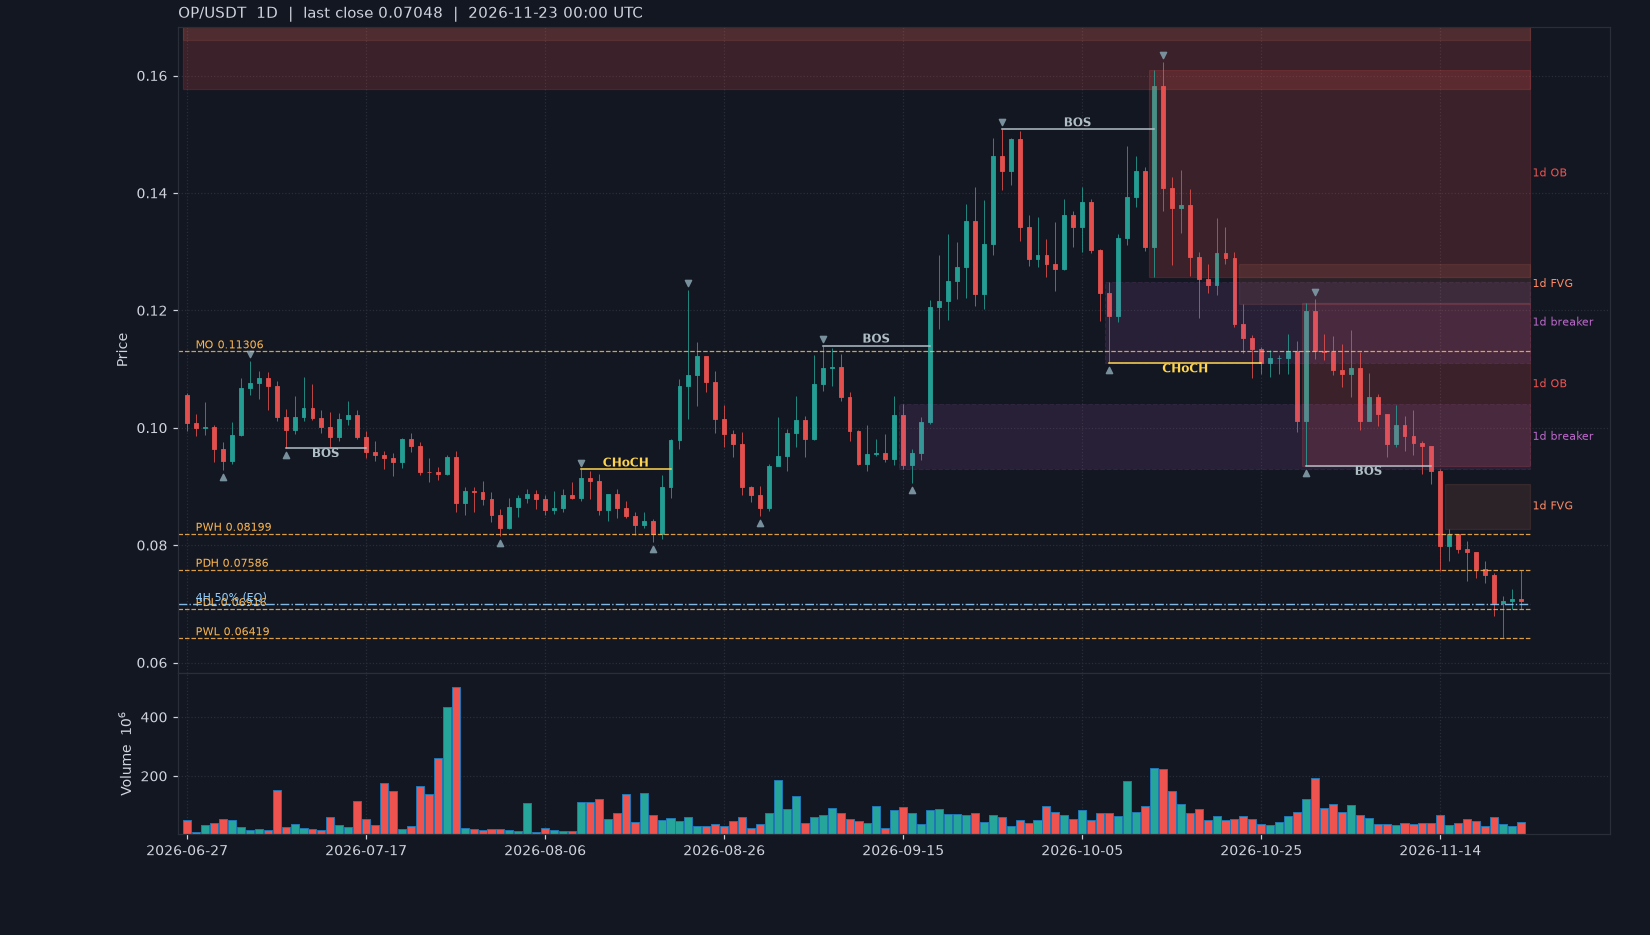 OP/USDT 1D | last close 0.07048 | 2026-11-23 00:00 UTC
Price
0.16
0.14
0.12
0.10
0.08
0.06
BOS
1d OB
1d FVG
1d breaker
MO 0.11306
BOS
CHoCH
1d OB
1d breaker
BOS
CHoCH
BOS
1d FVG
PWH 0.08199
PDH 0.07586
4H 50% (EQ)
PDL 0.06916
PWL 0.06419
Volume 10⁶
400
200
2026-06-27
2026-07-17
2026-08-06
2026-08-26
2026-09-15
2026-10-05
2026-10-25
2026-11-14